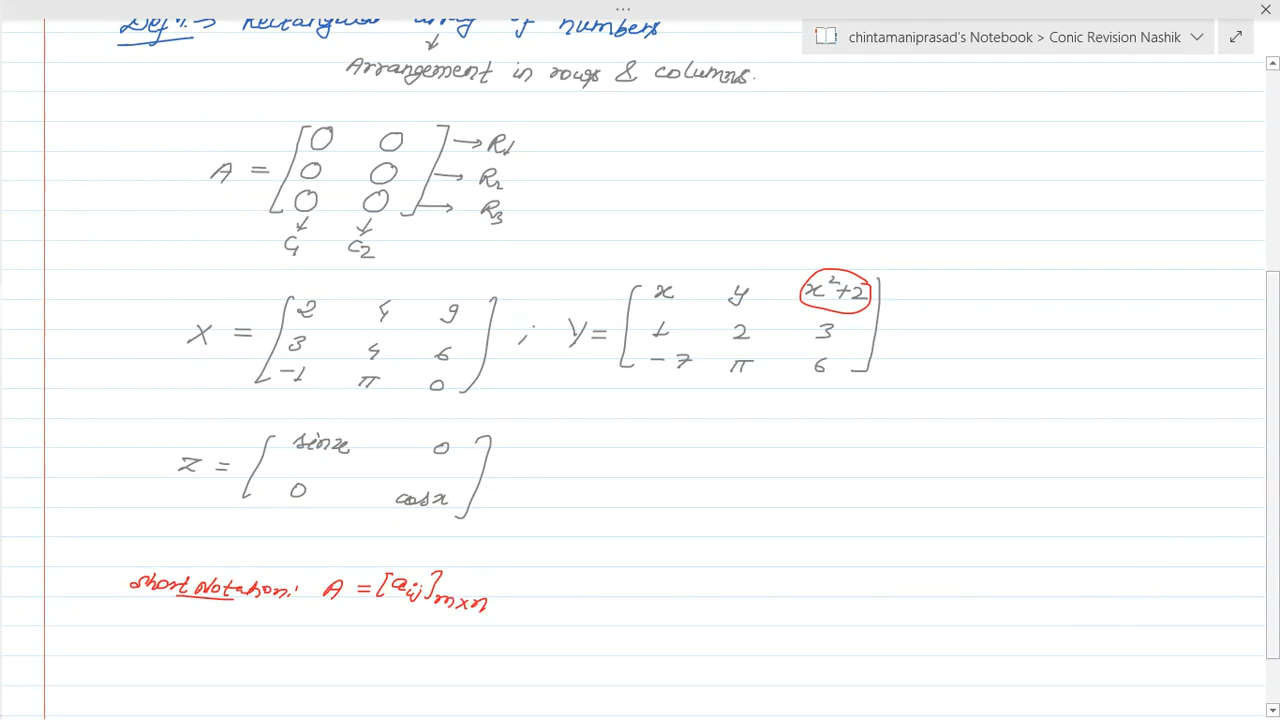 ...
chintamaniprasad's Notebook > Conic Revision Nashik
Defn. → Rectangular array of numbers
↓
Arrangement in rows & columns.
A = [ 0 0 ] → R1
[ 0 0 ] → R2
[ 0 0 ] → R3
↓ ↓
C1 C2
X = [ 2 4 9 ; 3 4 6 ; -1 π 0 ] ; Y = [ x y x²+2 ; 1 2 3 ; -7 π 6 ]
Z = [ sinx 0 ; 0 cosx ]
Short Notation: A = [aij]m×n